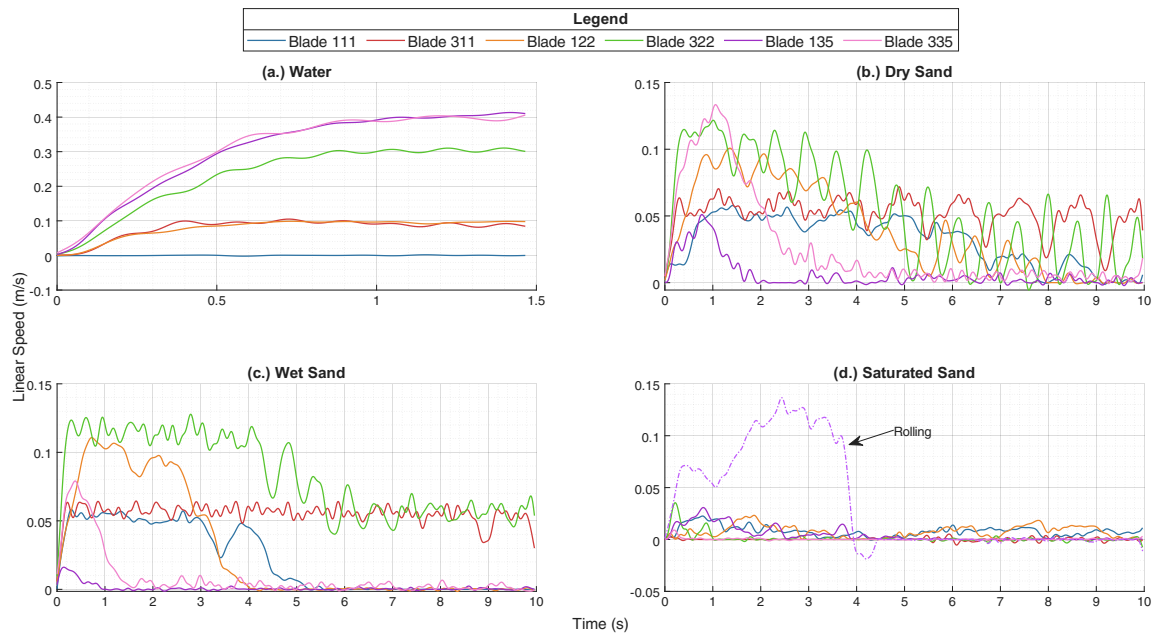 Legend
Blade 111 Blade 311 Blade 122 Blade 322 Blade 135 Blade 335
(a.) Water
0.5
0.4
0.3
0.2
0.1
0
-0.1
0 0.5 1 1.5
(b.) Dry Sand
0.15
0.1
0.05
0
0 1 2 3 4 5 6 7 8 9 10
Linear Speed (m/s)
(c.) Wet Sand
0.15
0.1
0.05
0
0 1 2 3 4 5 6 7 8 9 10
(d.) Saturated Sand
0.15
0.1
0.05
0
-0.05
0 1 2 3 4 5 6 7 8 9 10
Rolling
Time (s)